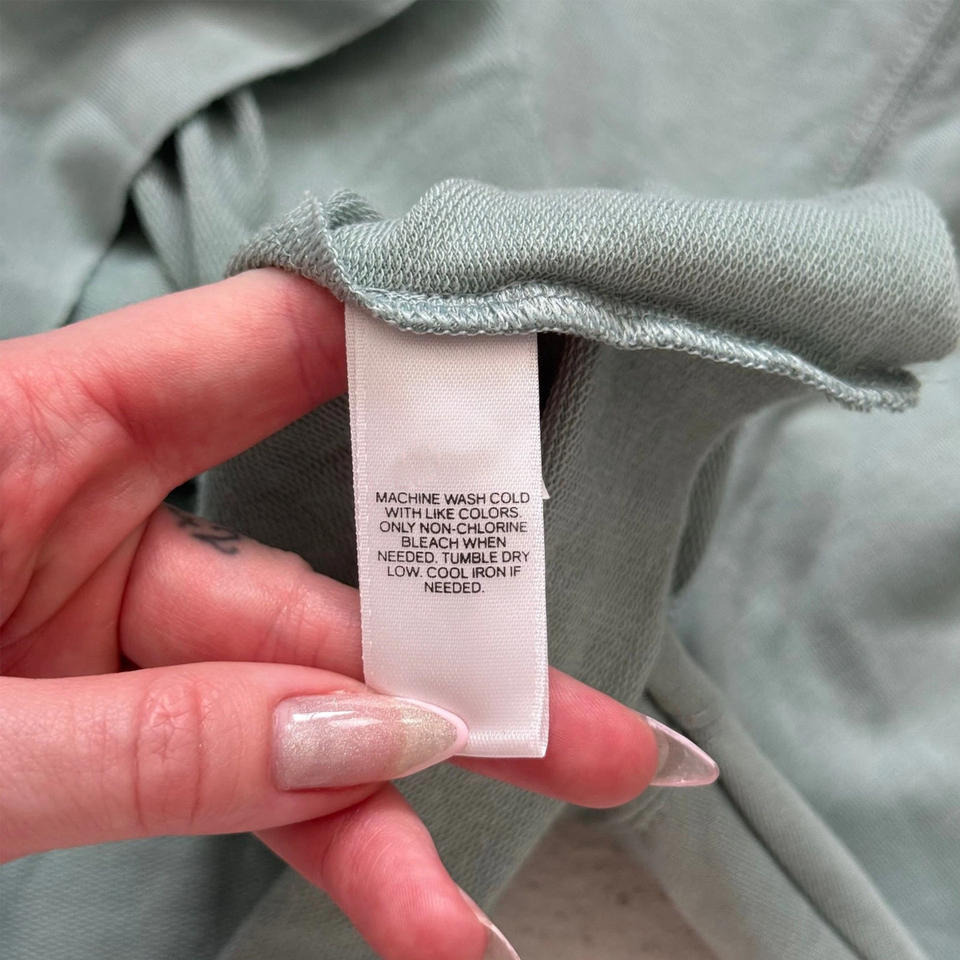 MACHINE WASH COLD
WITH LIKE COLORS.
ONLY NON-CHLORINE
BLEACH WHEN
NEEDED. TUMBLE DRY
LOW. COOL IRON IF
NEEDED.